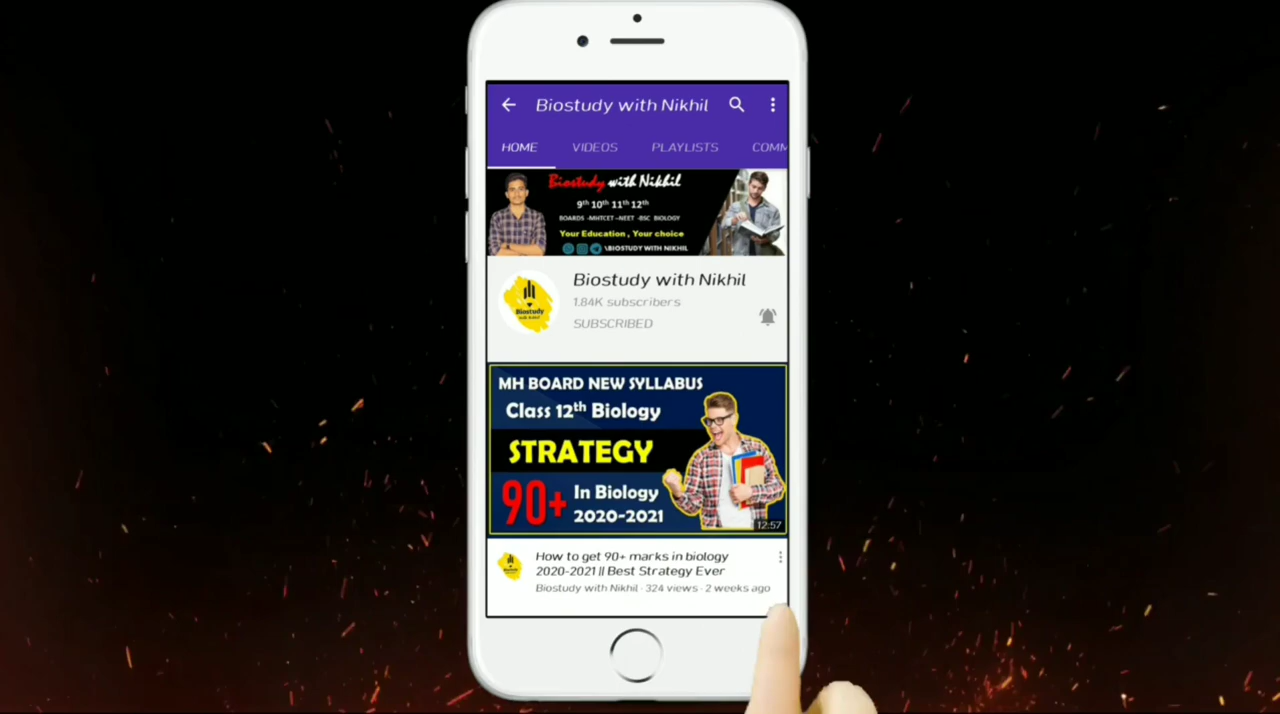 Biostudy with Nikhil
HOME VIDEOS PLAYLISTS COMM
Biostudy with Nikhil
9th 10th 11th 12th
BOARDS -MHTCET -NEET -BSC BIOLOGY
Your Education , Your choice
\BIOSTUDY WITH NIKHIL
Biostudy
Biostudy with Nikhil
1.84K subscribers
SUBSCRIBED
MH BOARD NEW SYLLABUS
Class 12th Biology
STRATEGY
90+ In Biology
2020-2021
12:57
How to get 90+ marks in biology
2020-2021 || Best Strategy Ever
Biostudy with Nikhil · 324 views · 2 weeks ago